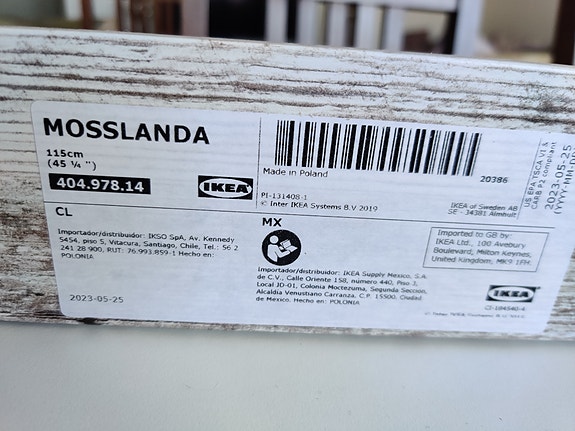 MOSSLANDA
115cm
(45 ¼ ")
404.978.14
IKEA
Made in Poland
20386
PI-131408-1
© Inter IKEA Systems B.V 2019
IKEA of Sweden AB
SE - 34381 Älmhult
US EPA TSCA VI &
CARB P2 compliant
2023-05-25
(YYYY-MM-
CL
Importador/distribuidor: IKSO SpA, Av. Kennedy
5454, piso 5, Vitacura, Santiago, Chile, Tel.: 56 2
241 28 900, RUT: 76.993.859-1 Hecho en:
POLONIA
2023-05-25
MX
Importador/distribuidor: IKEA Supply Mexico, S.A.
de C.V., Calle Oriente 158, número 440, Piso 3,
Local JD-01, Colonia Moctezuma, Segunda Sección,
Alcaldía Venustiano Carranza, C.P. 15500, Ciudad
de Mexico. Hecho en: POLONIA
Imported to GB by:
IKEA Ltd., 100 Avebury
Boulevard, Milton Keynes,
United Kingdom, MK9 1FH
IKEA